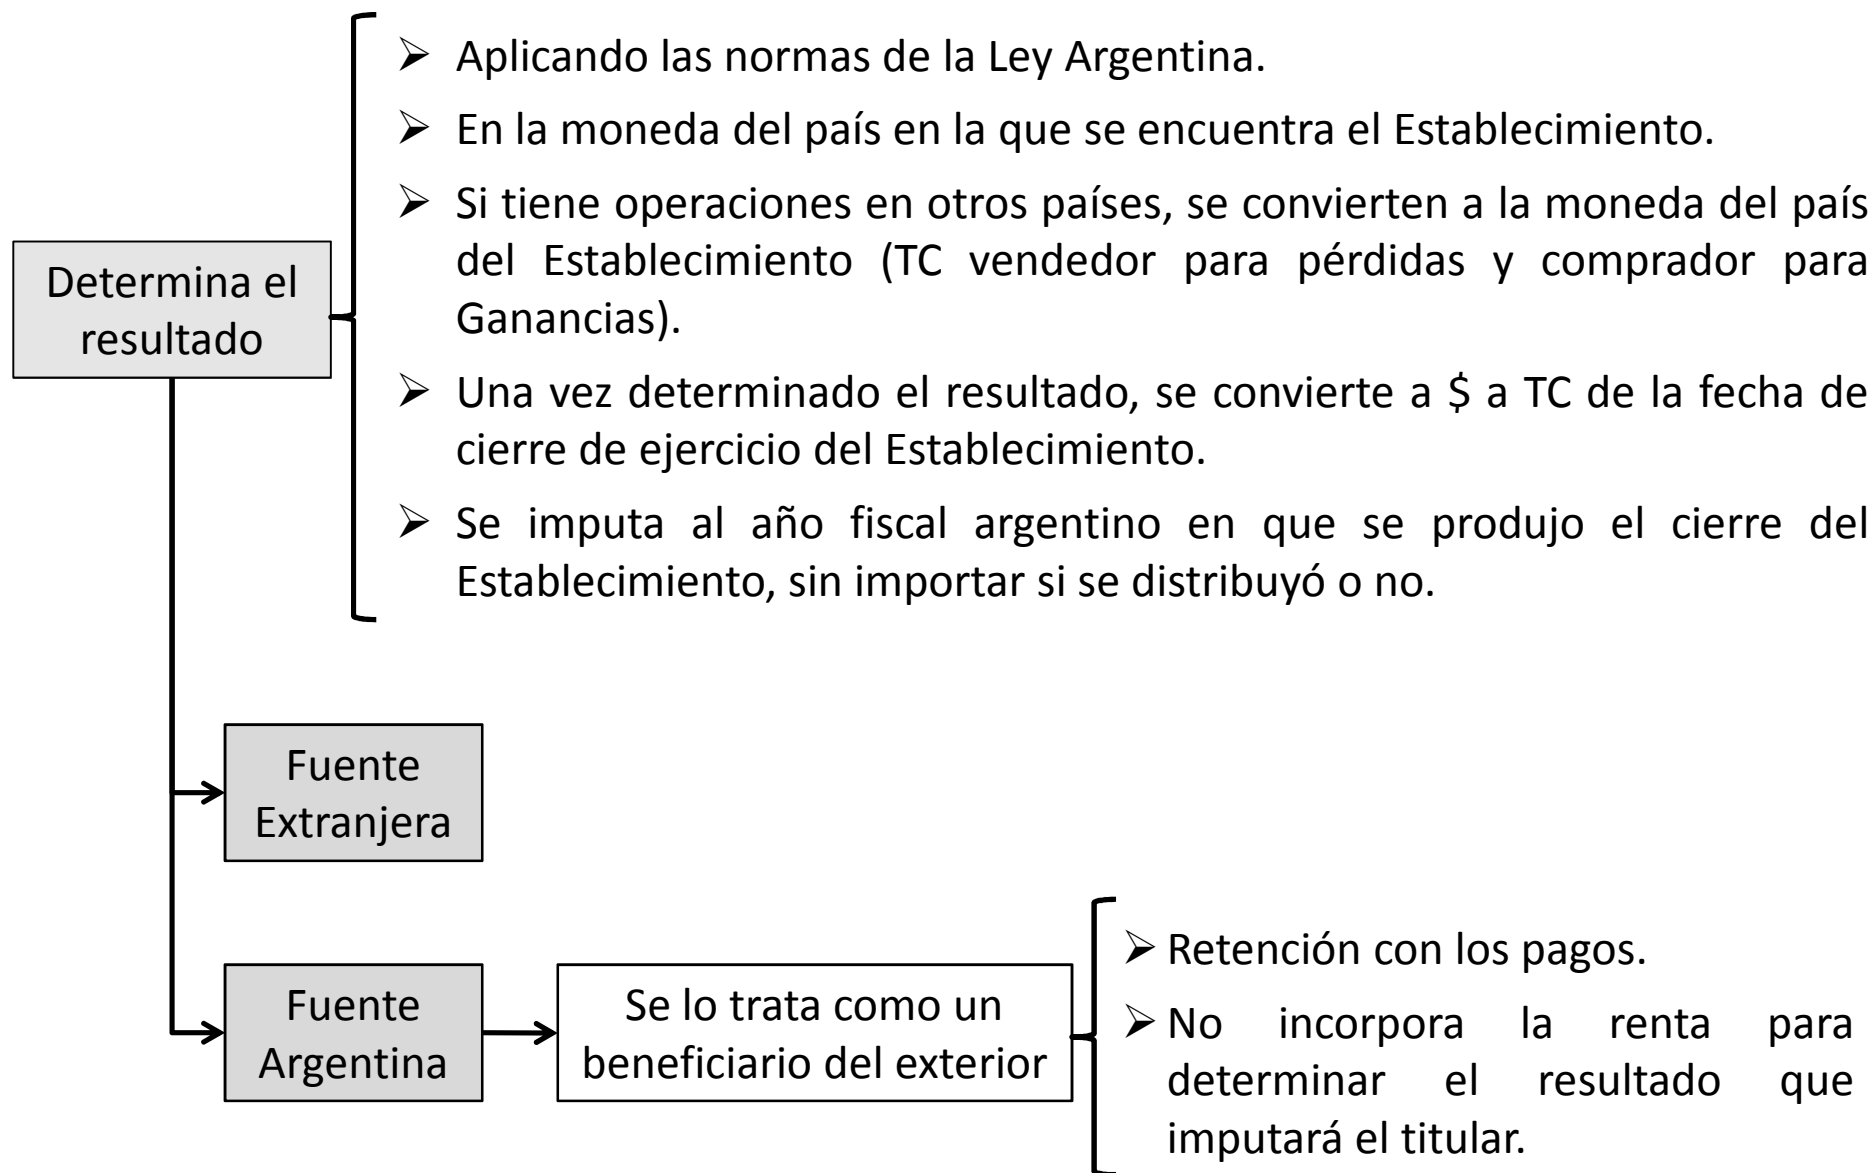 ➢ Aplicando las normas de la Ley Argentina.
➢ En la moneda del país en la que se encuentra el Establecimiento.
➢ Si tiene operaciones en otros países, se convierten a la moneda del país
del Establecimiento (TC vendedor para pérdidas y comprador para
Ganancias).
➢ Una vez determinado el resultado, se convierte a $ a TC de la fecha de
cierre de ejercicio del Establecimiento.
➢ Se imputa al año fiscal argentino en que se produjo el cierre del
Establecimiento, sin importar si se distribuyó o no.
Determina el
resultado
Fuente
Extranjera
Fuente
Argentina
Se lo trata como un
beneficiario del exterior
➢ Retención con los pagos.
➢ No incorpora la renta para
determinar el resultado que
imputará el titular.